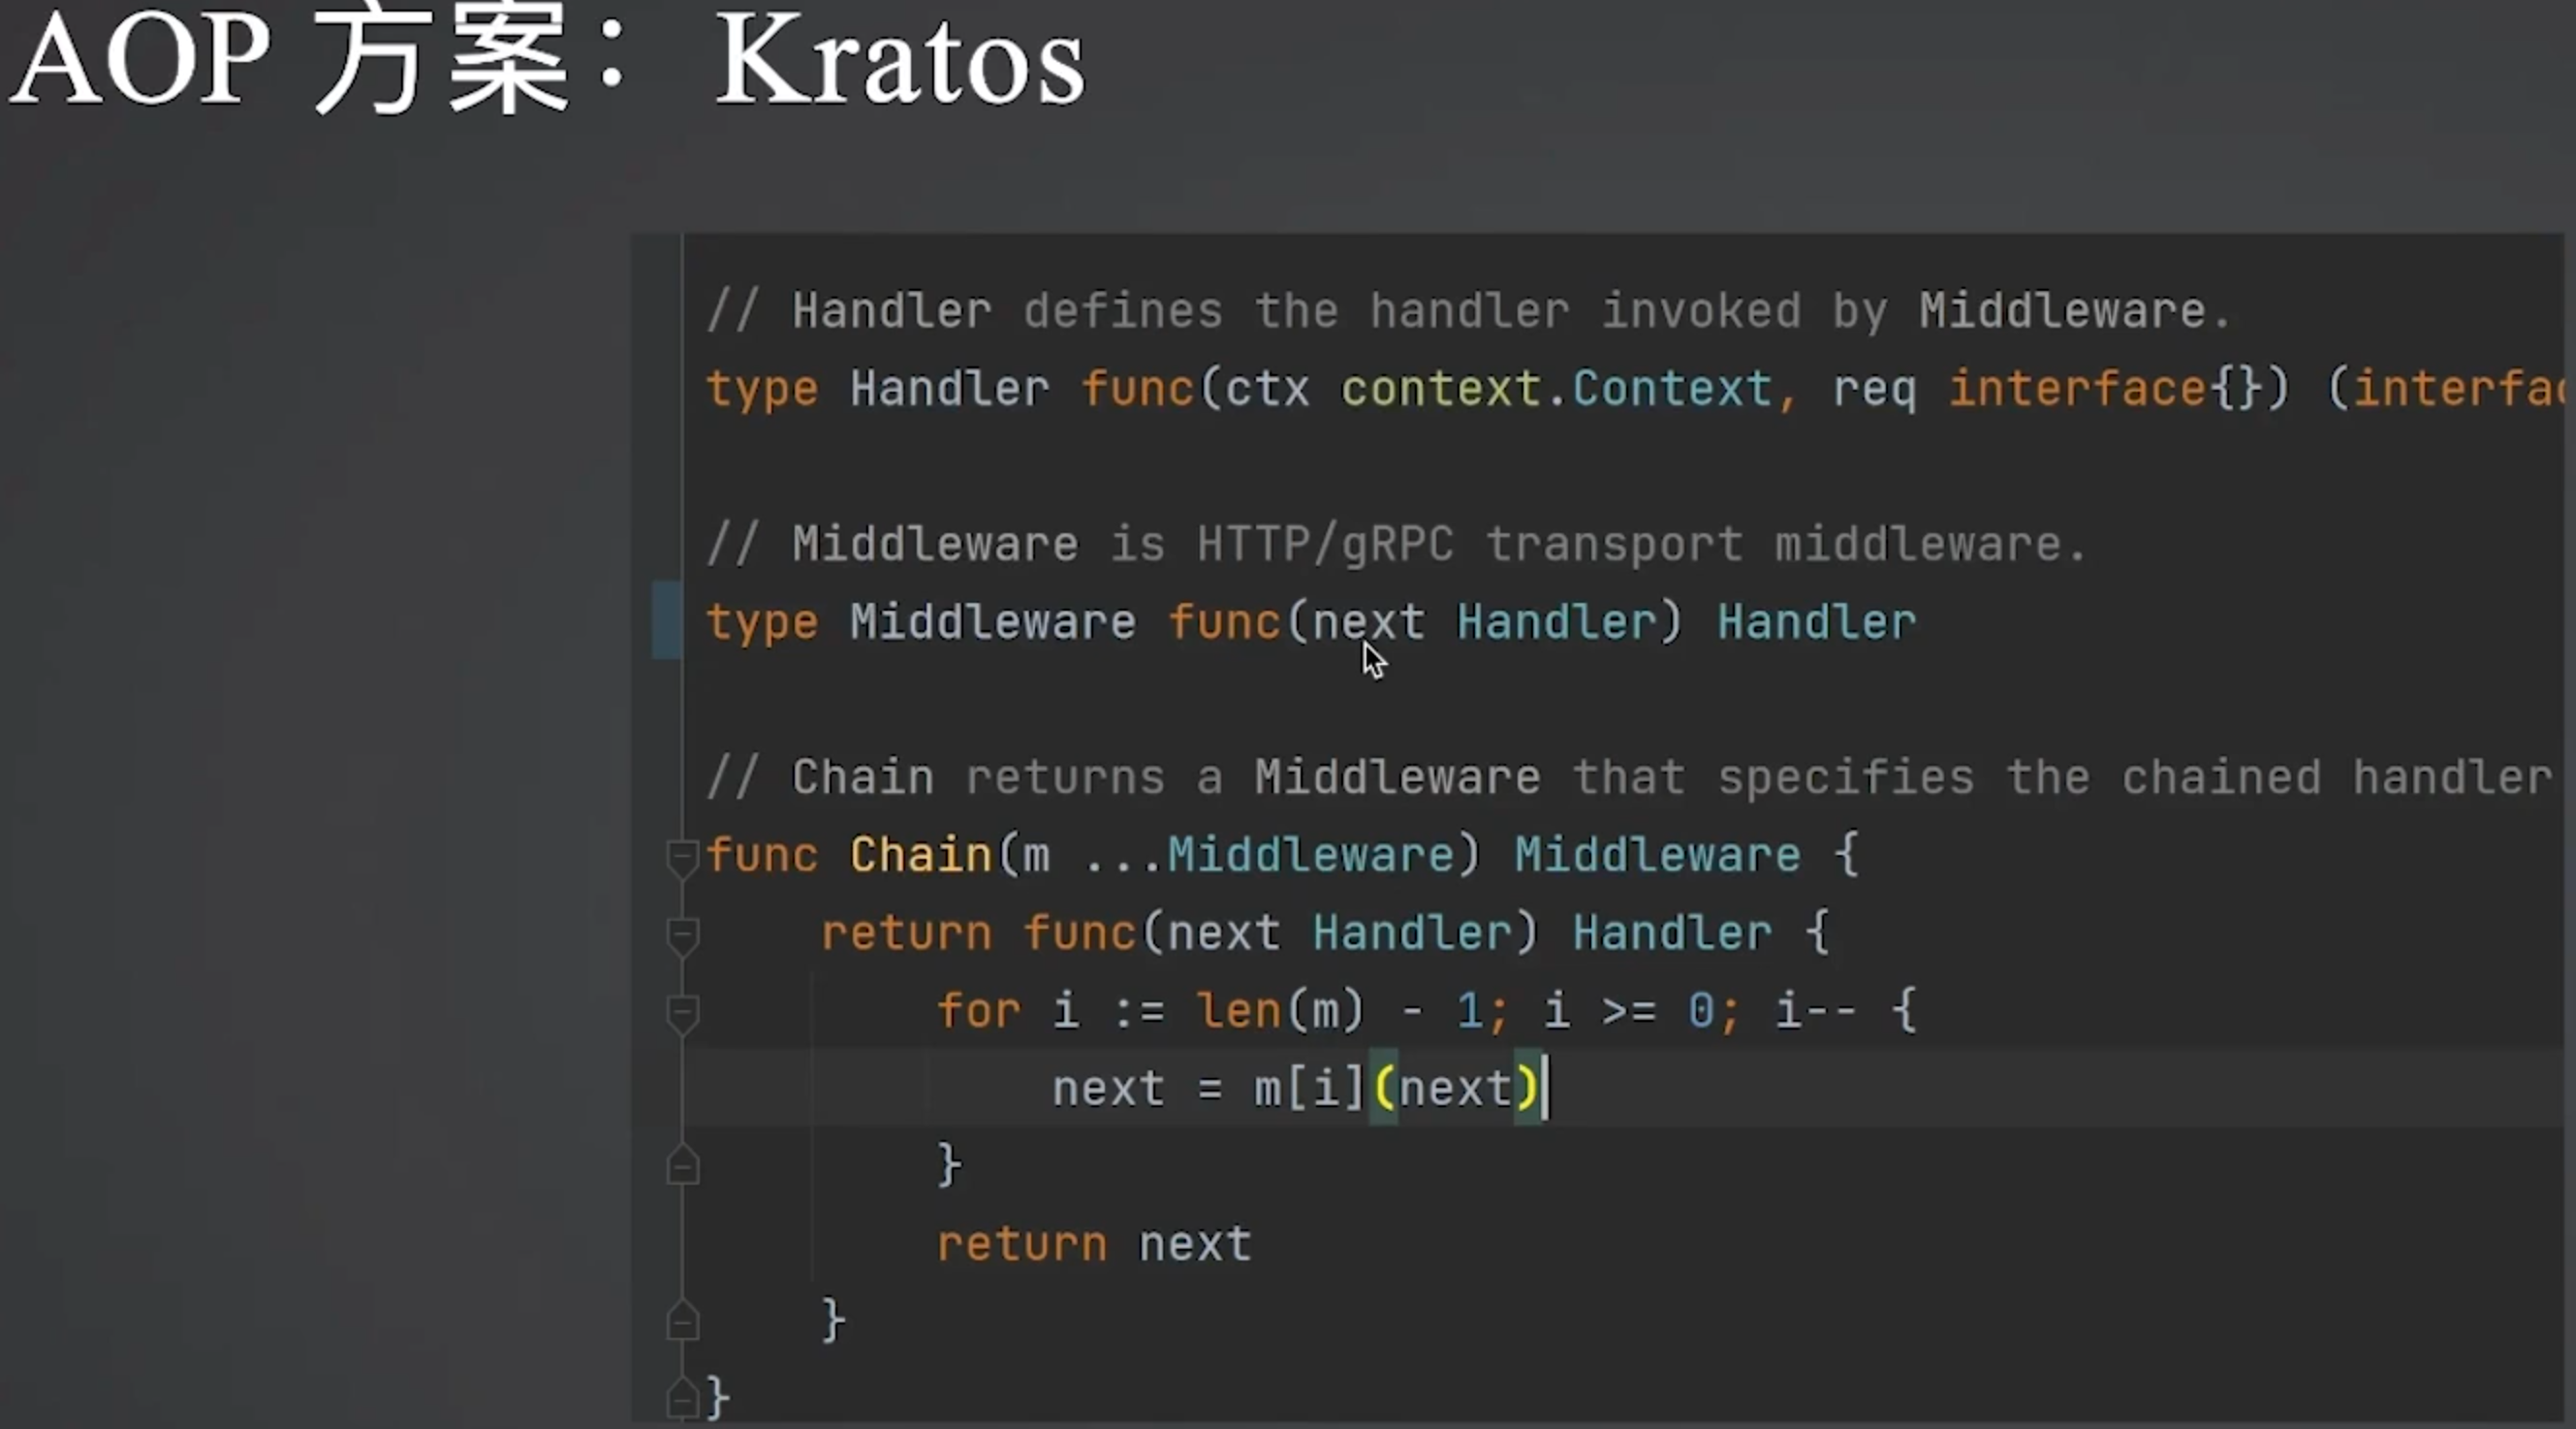 AOP 方案：Kratos
// Handler defines the handler invoked by Middleware.
type Handler func(ctx context.Context, req interface{}) (interfac
// Middleware is HTTP/gRPC transport middleware.
type Middleware func(next Handler) Handler
// Chain returns a Middleware that specifies the chained handler
func Chain(m ...Middleware) Middleware {
return func(next Handler) Handler {
for i := len(m) - 1; i >= 0; i-- {
next = m[i](next)
}
return next
}
}